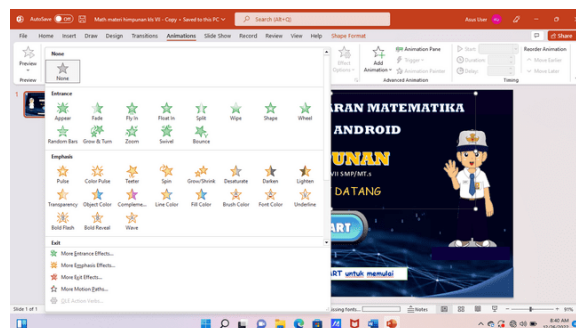 AutoSave Off Math materi himpunan kls VII - Copy • Saved to this PC Search (Alt+Q) Asus User
File Home Insert Draw Design Transitions Animations Slide Show Record Review View Help Shape Format Share
Preview
Preview
None
None
Entrance
Appear Fade Fly In Float In Split Wipe Shape Wheel
Random Bars Grow & Turn Zoom Swivel Bounce
Emphasis
Pulse Color Pulse Teeter Spin Grow/Shrink Desaturate Darken Lighten
Transparency Object Color Compleme... Line Color Fill Color Brush Color Font Color Underline
Bold Flash Bold Reveal Wave
Exit
More Entrance Effects...
More Emphasis Effects...
More Exit Effects...
More Motion Paths...
OLE Action Verbs...
Effect Options
Add Animation
Animation Pane
Trigger
Animation Painter
Advanced Animation
Start
Duration
Delay
Timing
Reorder Animation
Move Earlier
Move Later
1
ARAN MATEMATIKA
ANDROID
PUNAN
VII SMP/MT.s
DATANG
ART
ART untuk memulai
Slide 1 of 1 issing fonts... Notes
8:40 AM